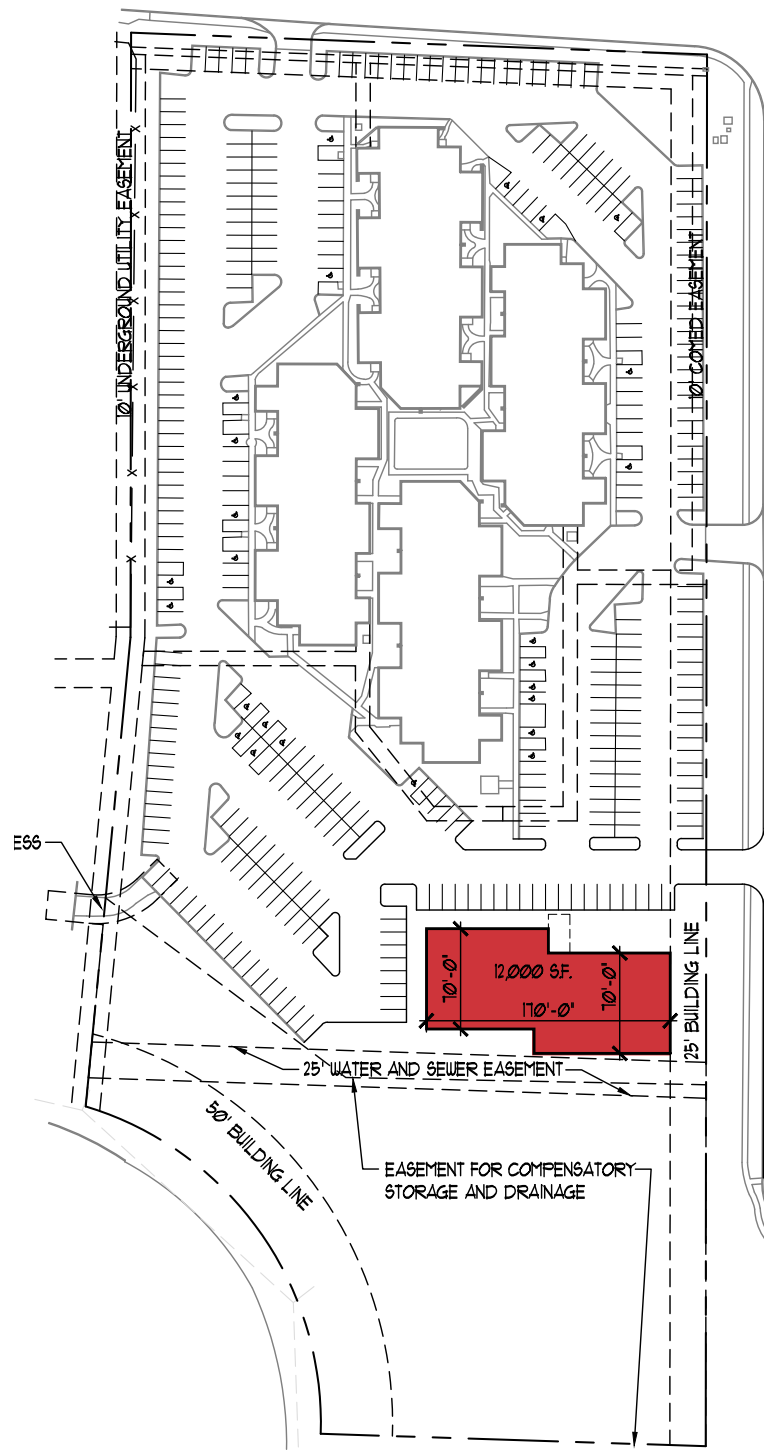 10' UNDERGROUND UTILITY EASEMENT
10' COMED EASEMENT
ESS
12,000 S.F.
70'-0"
170'-0"
70'-0"
25' BUILDING LINE
25' WATER AND SEWER EASEMENT
50' BUILDING LINE
EASEMENT FOR COMPENSATORY
STORAGE AND DRAINAGE